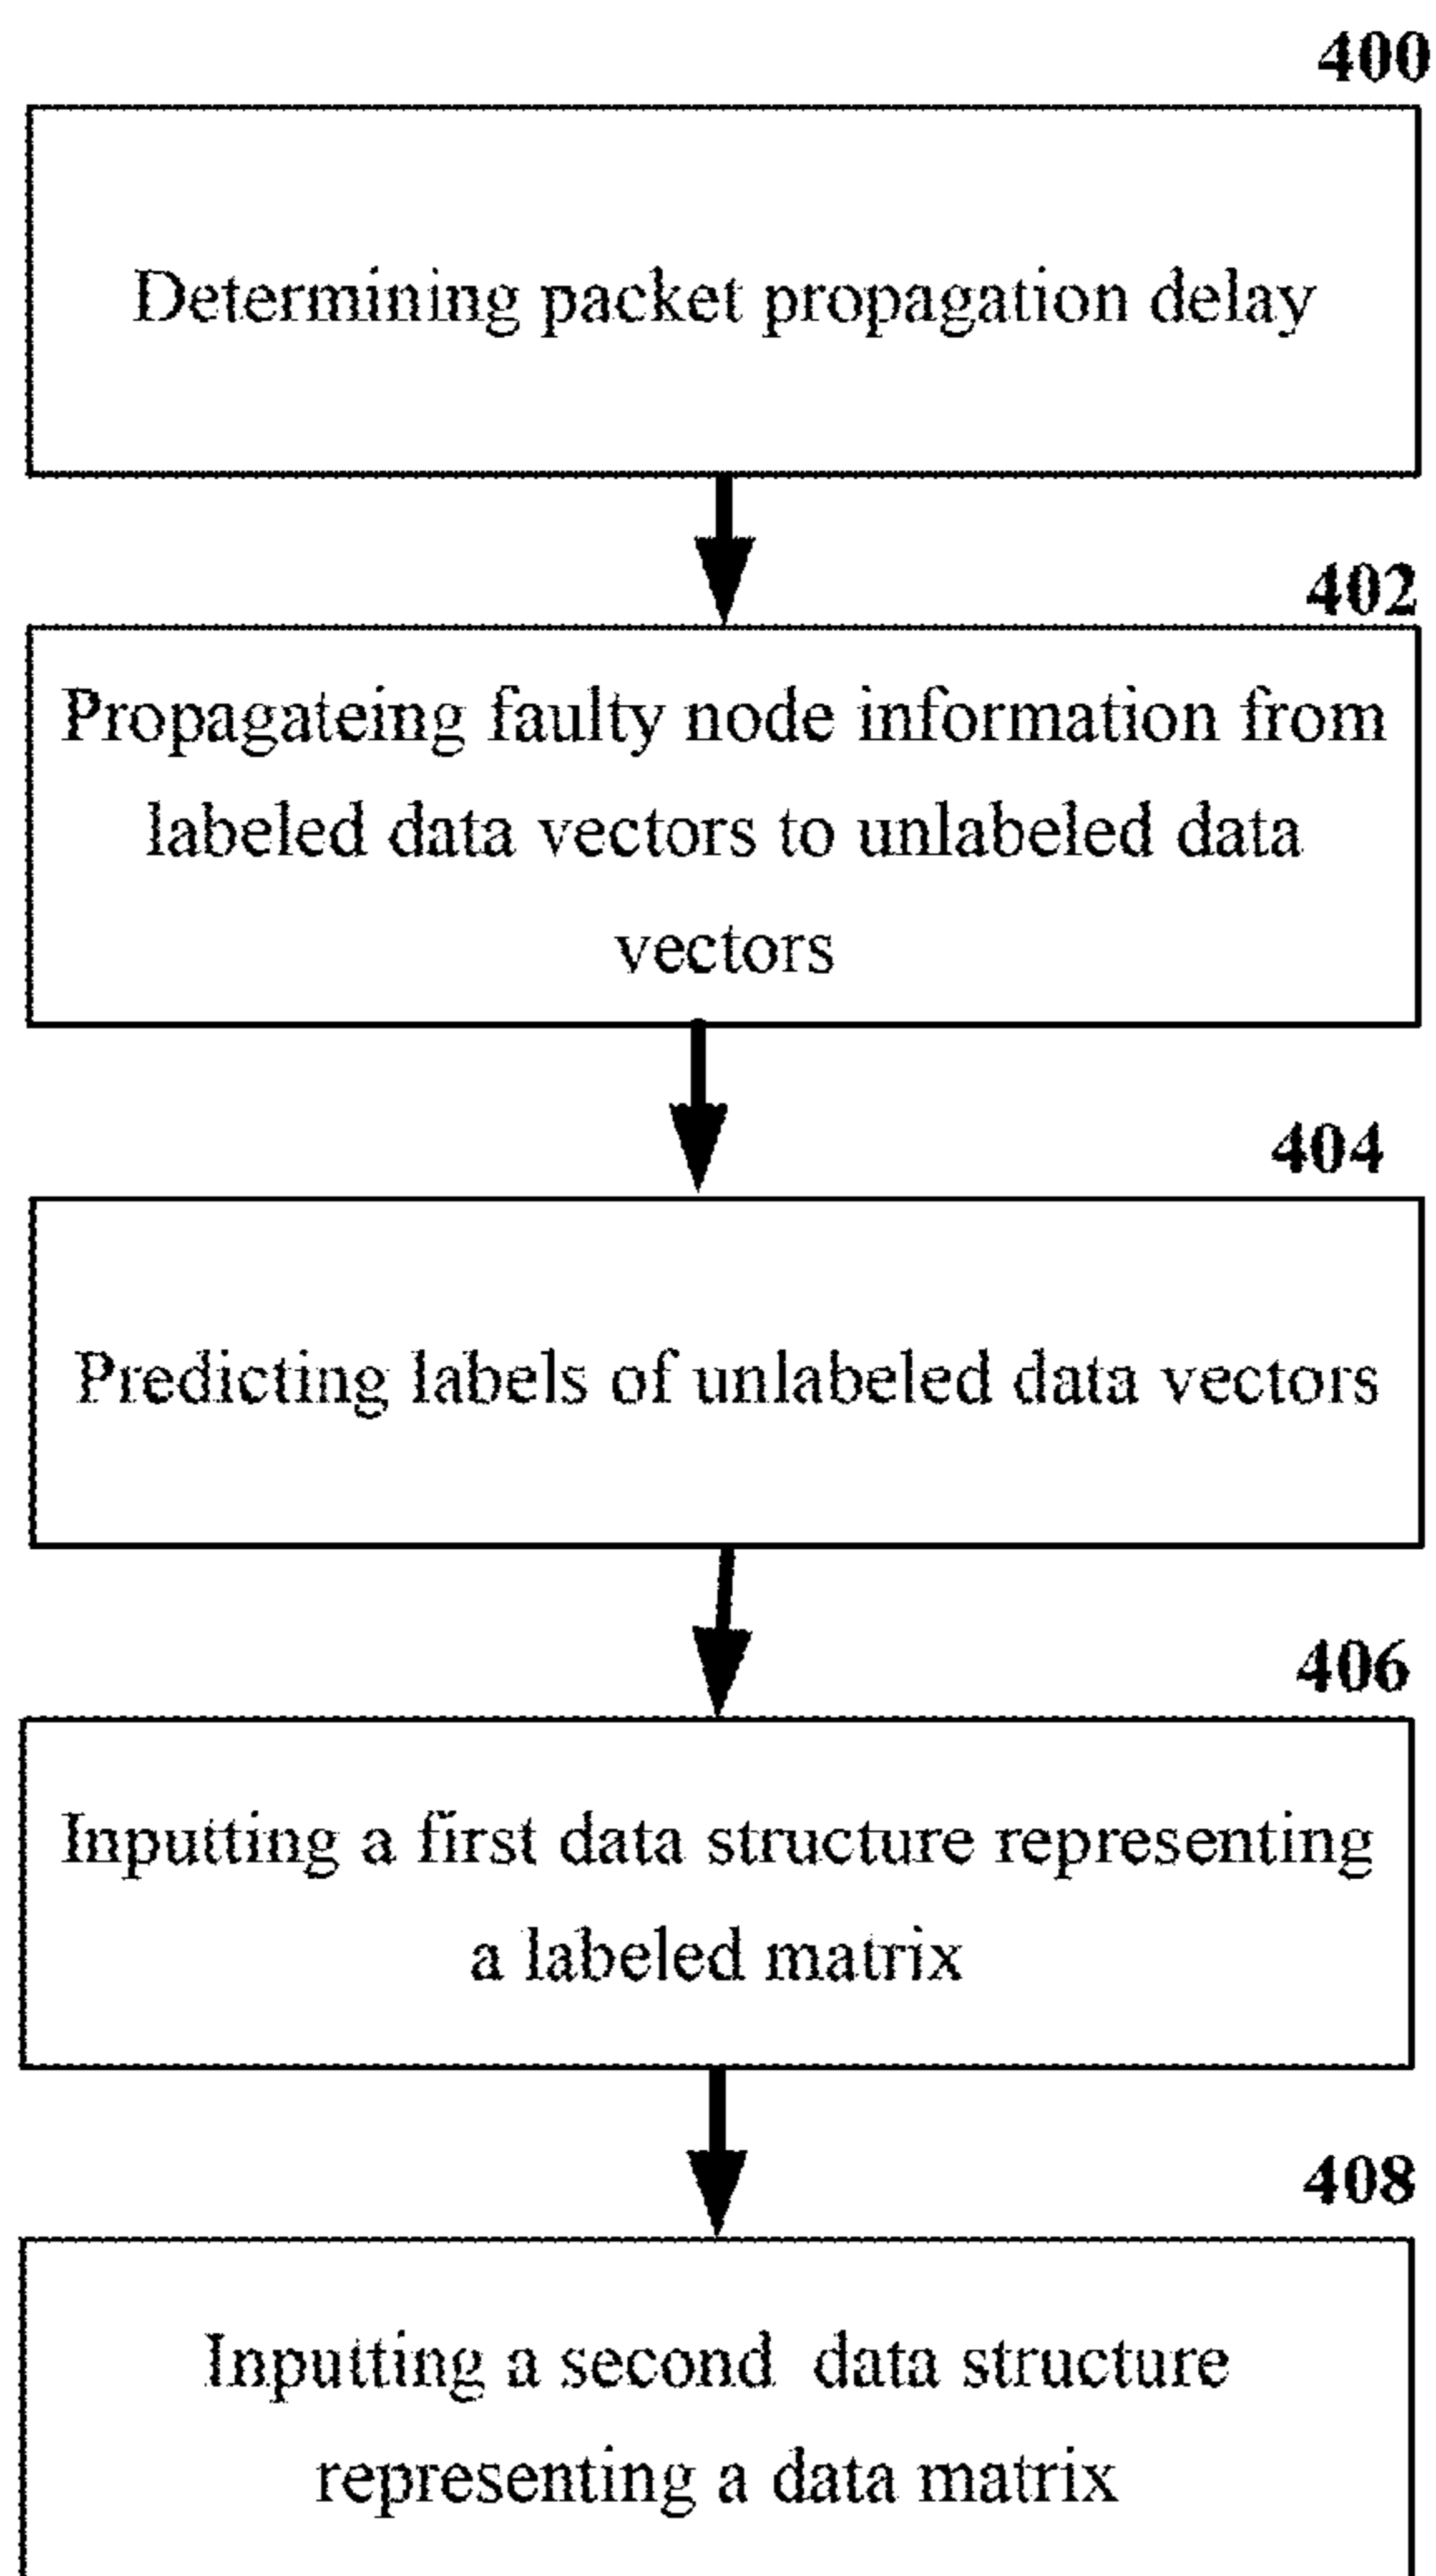 400
Determining packet propagation delay
402
Propagateing faulty node information from
labeled data vectors to unlabeled data
vectors
404
Predicting labels of unlabeled data vectors
406
Inputting a first data structure representing
a labeled matrix
408
Inputting a second data structure
representing a data matrix